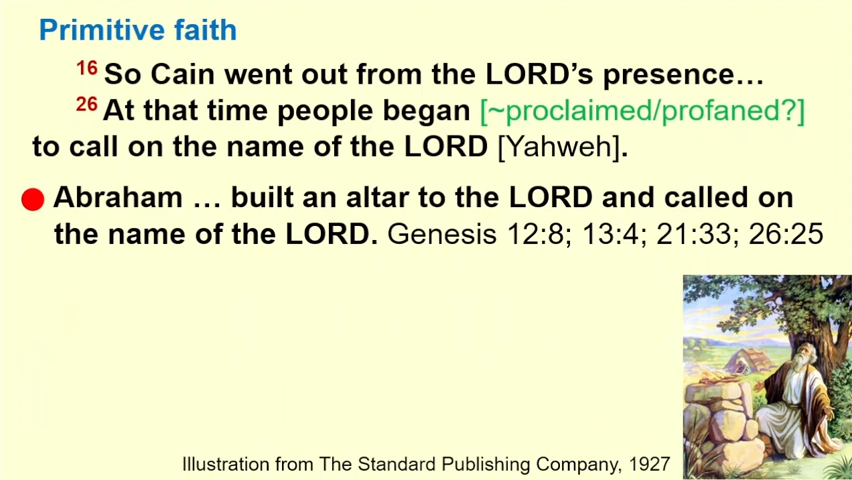 Primitive faith
16 So Cain went out from the LORD’s presence…
26 At that time people began [~proclaimed/profaned?]
to call on the name of the LORD [Yahweh].
Abraham … built an altar to the LORD and called on
the name of the LORD. Genesis 12:8; 13:4; 21:33; 26:25
Illustration from The Standard Publishing Company, 1927